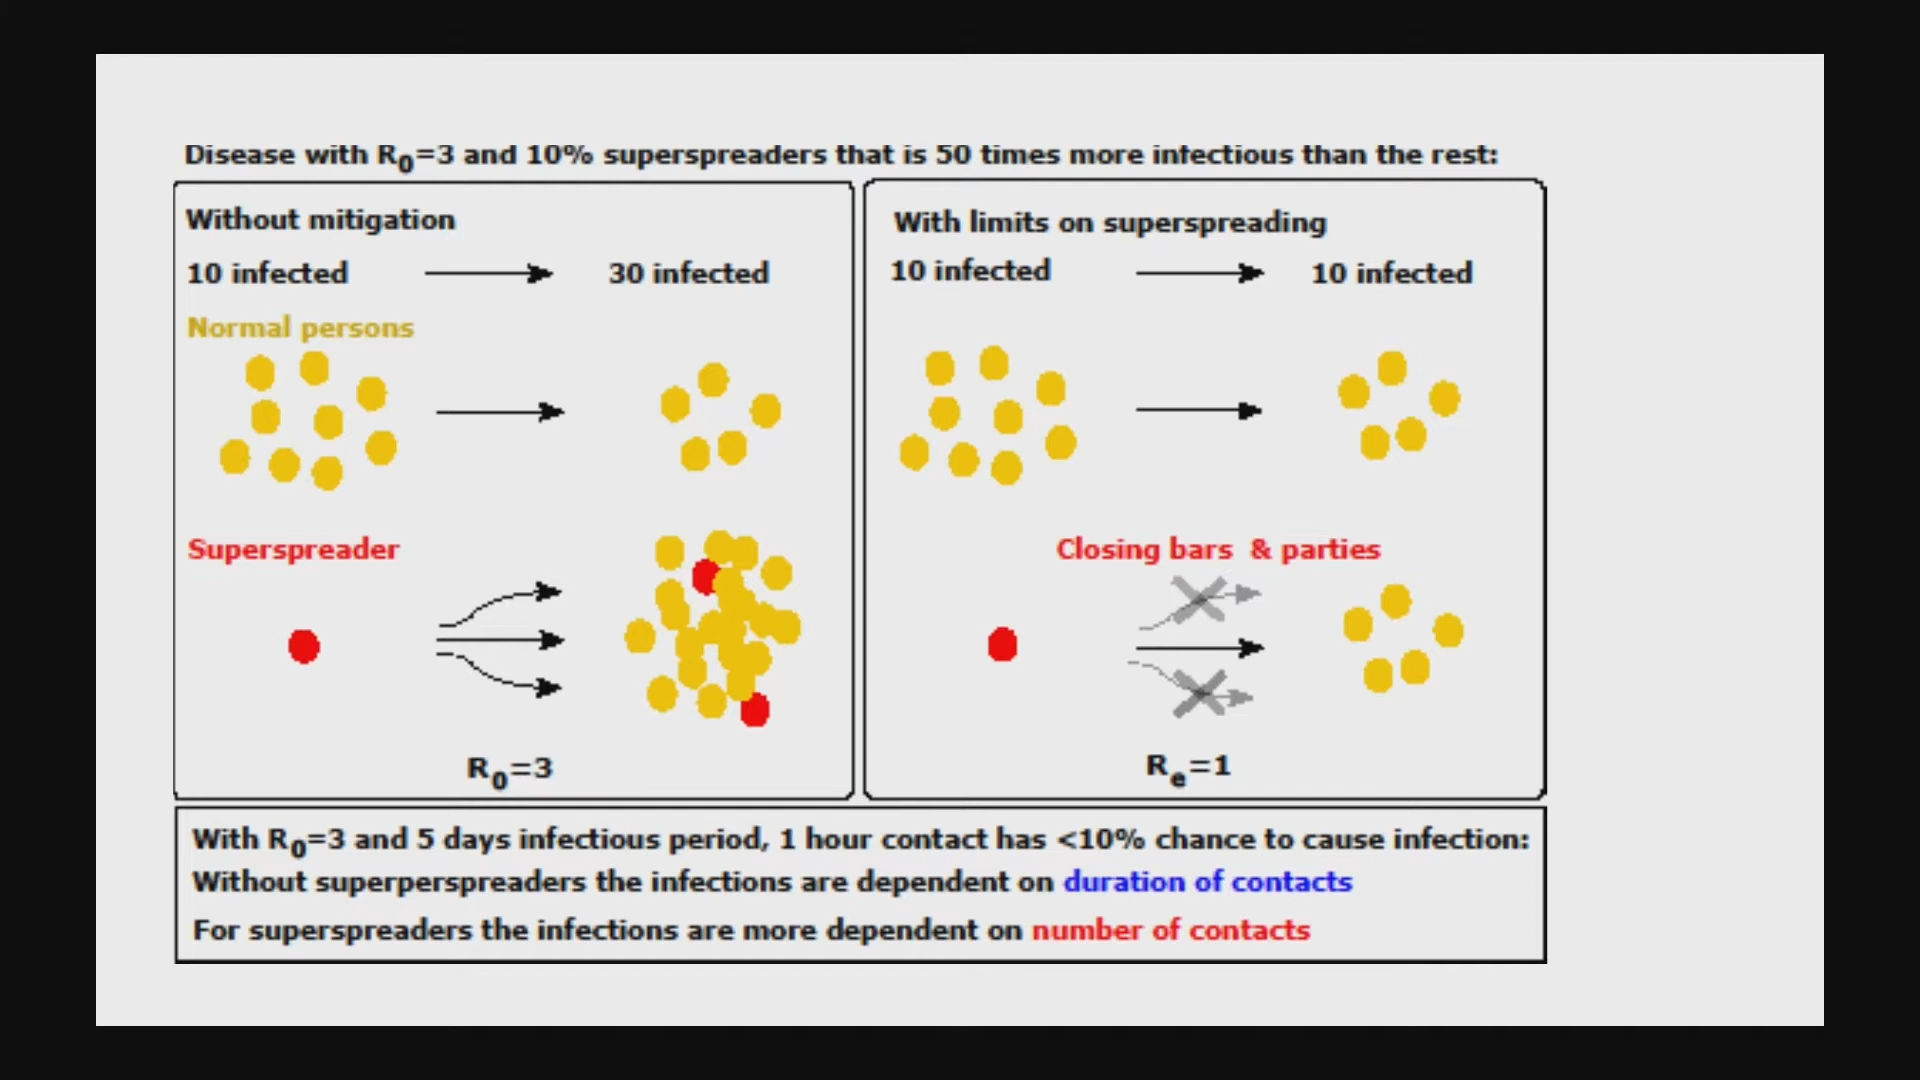 Disease with R0=3 and 10% superspreaders that is 50 times more infectious than the rest:
Without mitigation
10 infected 30 infected
Normal persons
Superspreader
R0=3
With limits on superspreading
10 infected 10 infected
Closing bars & parties
Re=1
With R0=3 and 5 days infectious period, 1 hour contact has <10% chance to cause infection:
Without superperspreaders the infections are dependent on duration of contacts
For superspreaders the infections are more dependent on number of contacts